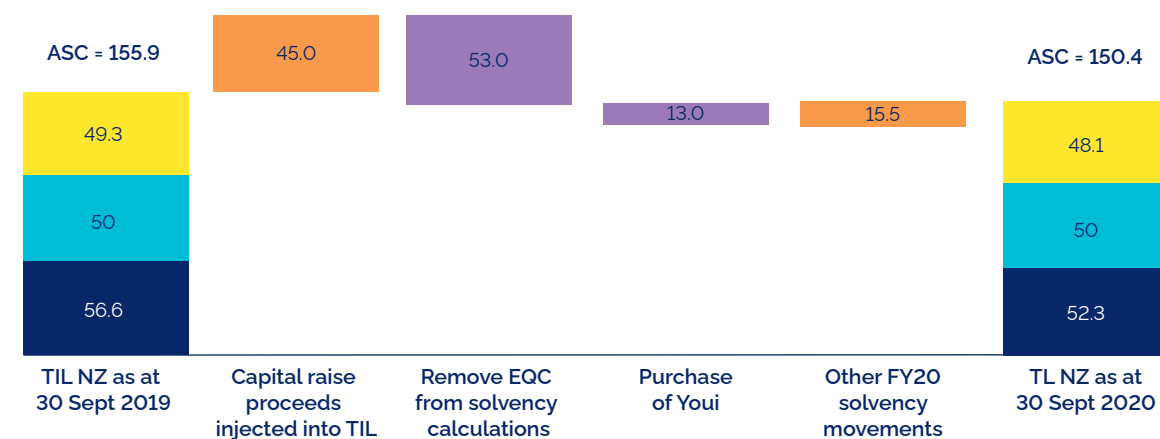 ASC = 155.9
45.0
53.0
ASC = 150.4
49.3
13.0
15.5
48.1
50
50
56.6
52.3
TIL NZ as at
30 Sept 2019
Capital raise
proceeds
injected into TIL
Remove EQC
from solvency
calculations
Purchase
of Youi
Other FY20
solvency
movements
TL NZ as at
30 Sept 2020